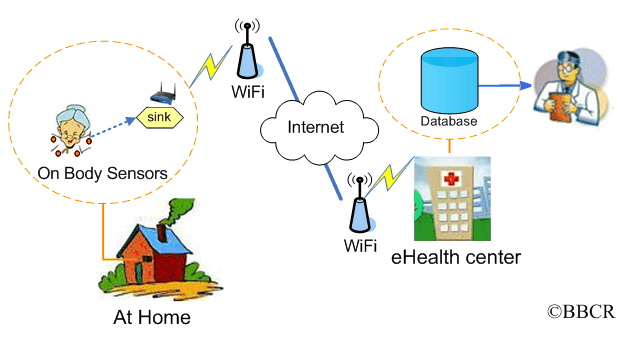 WiFi
sink
Internet
Database
On Body Sensors
WiFi
eHealth center
At Home
©BBCR